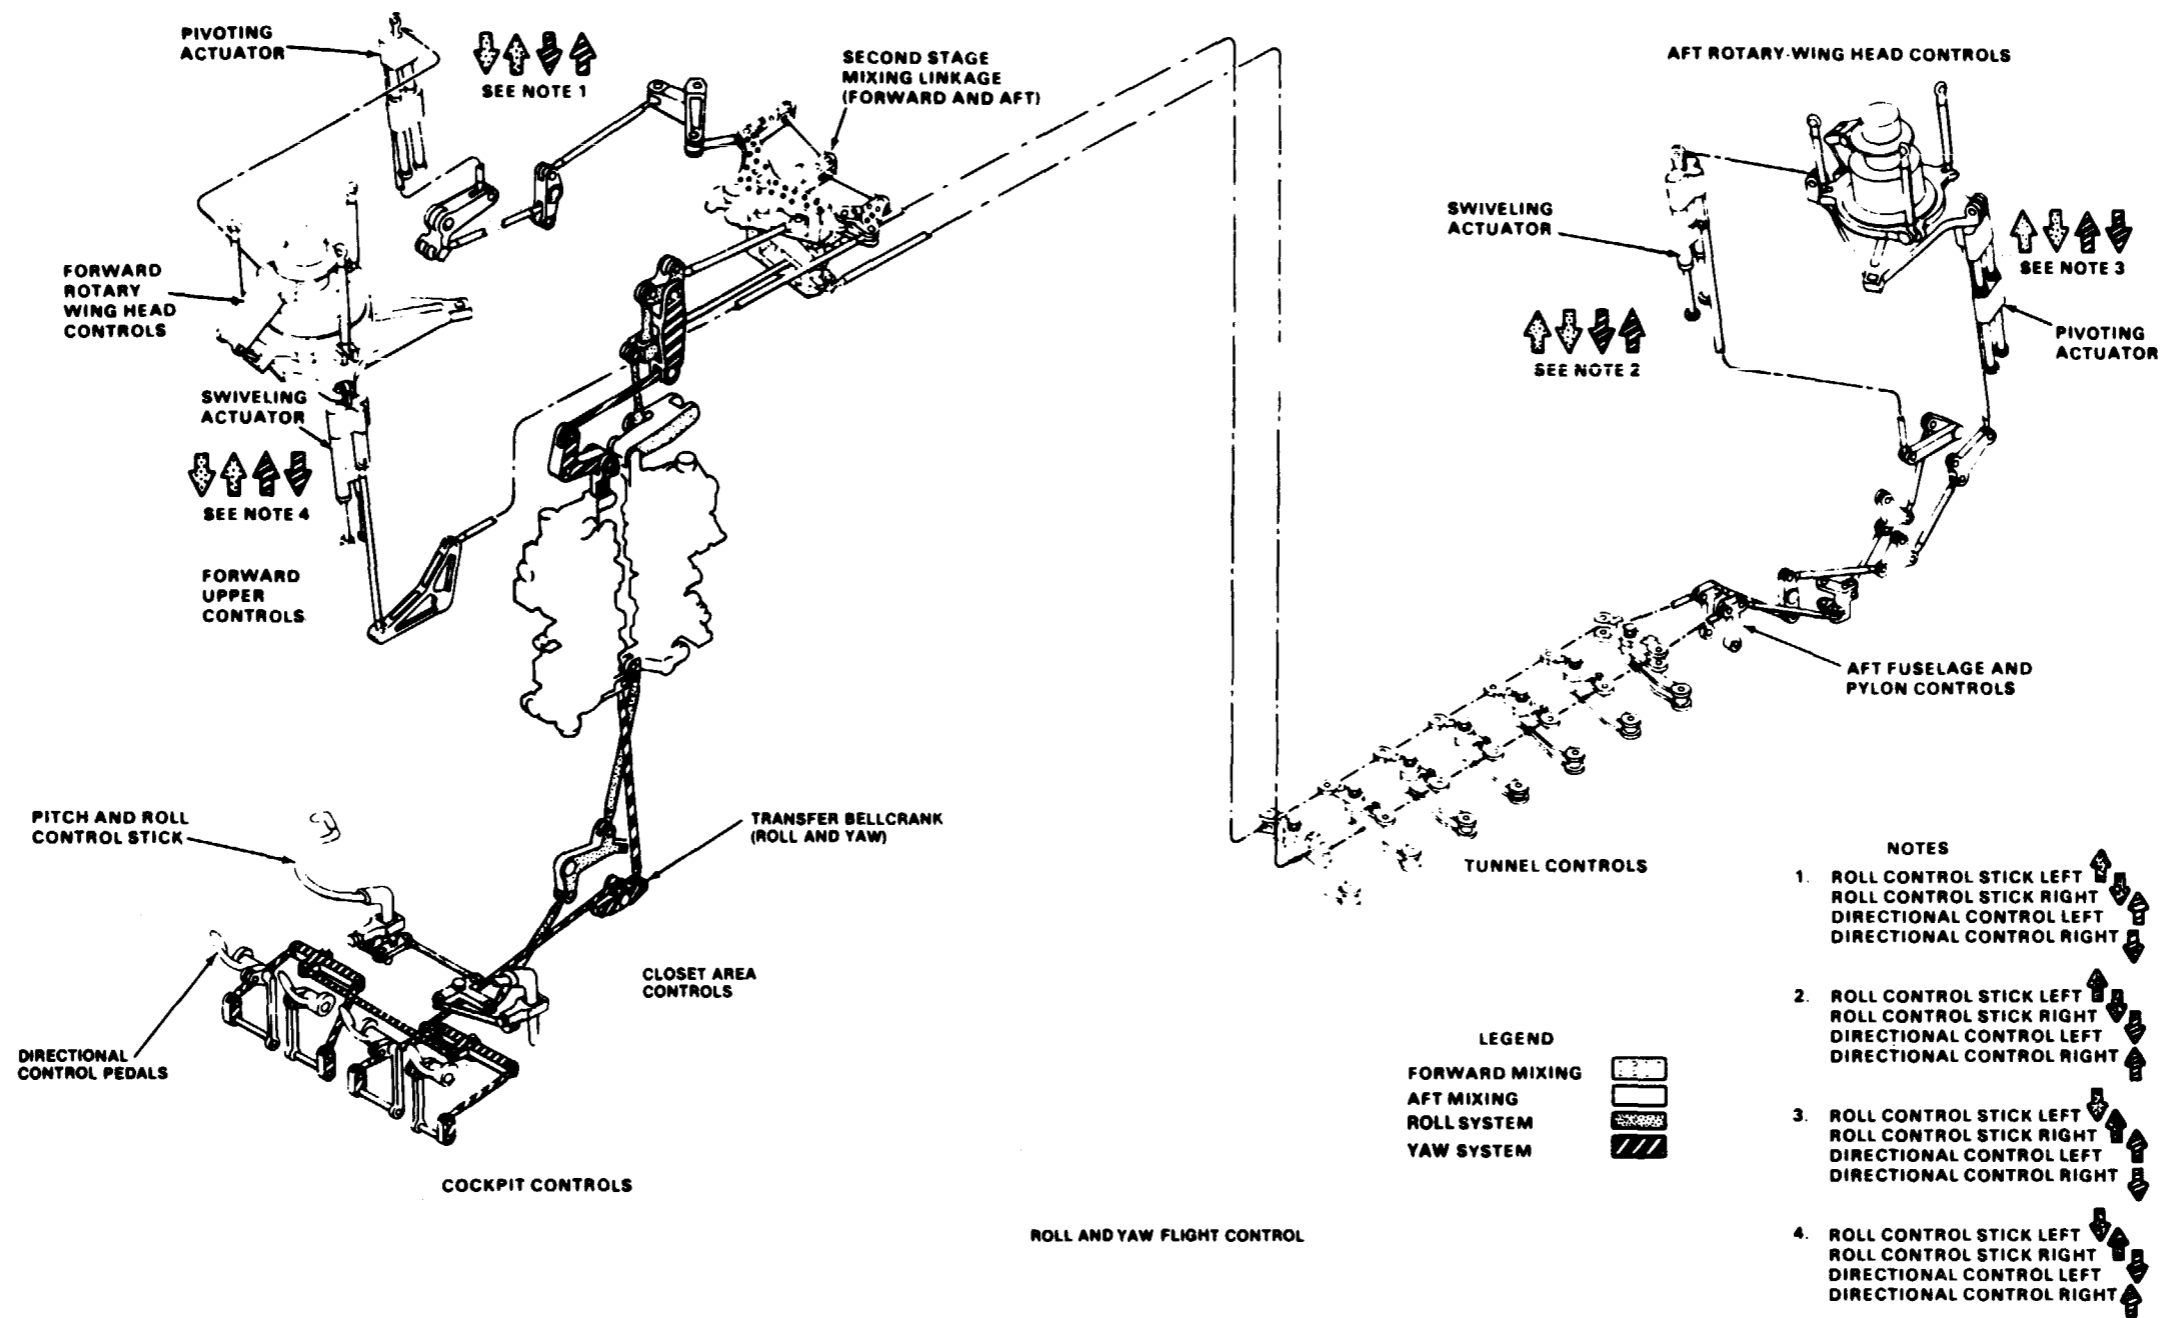 PIVOTING
ACTUATOR
SEE NOTE 1
SECOND STAGE
MIXING LINKAGE
(FORWARD AND AFT)
AFT ROTARY-WING HEAD CONTROLS
SWIVELING
ACTUATOR
SEE NOTE 3
FORWARD
ROTARY
WING HEAD
CONTROLS
SEE NOTE 2
PIVOTING
ACTUATOR
SWIVELING
ACTUATOR
SEE NOTE 4
FORWARD
UPPER
CONTROLS
AFT FUSELAGE AND
PYLON CONTROLS
PITCH AND ROLL
CONTROL STICK
TRANSFER BELLCRANK
(ROLL AND YAW)
TUNNEL CONTROLS
CLOSET AREA
CONTROLS
DIRECTIONAL
CONTROL PEDALS
COCKPIT CONTROLS
LEGEND
FORWARD MIXING
AFT MIXING
ROLL SYSTEM
YAW SYSTEM
NOTES
1. ROLL CONTROL STICK LEFT
ROLL CONTROL STICK RIGHT
DIRECTIONAL CONTROL LEFT
DIRECTIONAL CONTROL RIGHT
2. ROLL CONTROL STICK LEFT
ROLL CONTROL STICK RIGHT
DIRECTIONAL CONTROL LEFT
DIRECTIONAL CONTROL RIGHT
3. ROLL CONTROL STICK LEFT
ROLL CONTROL STICK RIGHT
DIRECTIONAL CONTROL LEFT
DIRECTIONAL CONTROL RIGHT
4. ROLL CONTROL STICK LEFT
ROLL CONTROL STICK RIGHT
DIRECTIONAL CONTROL LEFT
DIRECTIONAL CONTROL RIGHT
ROLL AND YAW FLIGHT CONTROL